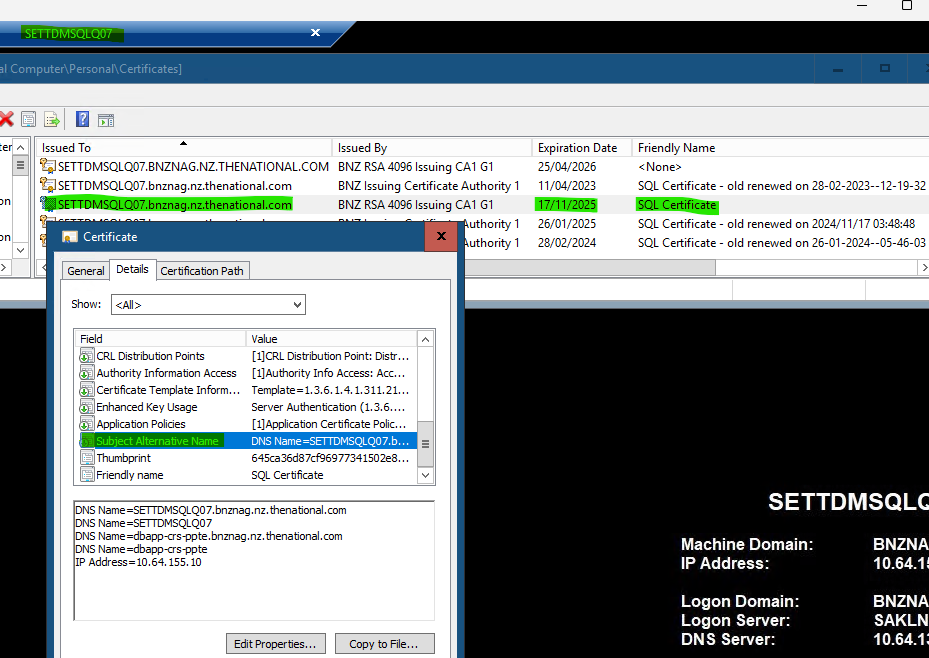 SETTDMSQLQ07
al Computer\Personal\Certificates]
Issued To Issued By Expiration Date Friendly Name
SETTDMSQLQ07.BNZNAG.NZ.THENATIONAL.COM BNZ RSA 4096 Issuing CA1 G1 25/04/2026 <None>
SETTDMSQLQ07.bnznag.nz.thenational.com BNZ Issuing Certificate Authority 1 11/04/2023 SQL Certificate - old renewed on 28-02-2023--12-19-32
SETTDMSQLQ07.bnznag.nz.thenational.com BNZ RSA 4096 Issuing CA1 G1 17/11/2025 SQL Certificate
Authority 1 26/01/2025 SQL Certificate - old renewed on 2024/11/17 03:48:48
Authority 1 28/02/2024 SQL Certificate - old renewed on 26-01-2024--05-46-03
Certificate
General Details Certification Path
Show: <All>
Field Value
CRL Distribution Points [1]CRL Distribution Point: Distr...
Authority Information Access [1]Authority Info Access: Acc...
Certificate Template Inform... Template=1.3.6.1.4.1.311.21...
Enhanced Key Usage Server Authentication (1.3.6....
Application Policies [1]Application Certificate Polic...
Subject Alternative Name DNS Name=SETTDMSQLQ07.b...
Thumbprint 645ca36d87cf96977341502e8...
Friendly name SQL Certificate
DNS Name=SETTDMSQLQ07.bnznag.nz.thenational.com
DNS Name=SETTDMSQLQ07
DNS Name=dbapp-crs-ppte.bnznag.nz.thenational.com
DNS Name=dbapp-crs-ppte
IP Address=10.64.155.10
Edit Properties... Copy to File...
SETTDMSQLQ
Machine Domain: BNZNA
IP Address: 10.64.15
Logon Domain: BNZNA
Logon Server: SAKLN
DNS Server: 10.64.13